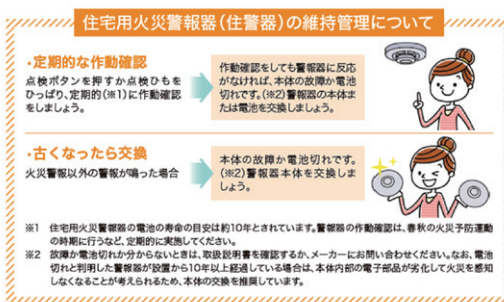 住宅用火災警報器(住警器)の維持管理について
・定期的な作動確認
点検ボタンを押すか点検ひもを
ひっぱり、定期的(※1)に作動確認
をしましょう。
作動確認をしても警報器に反応
がなければ、本体の故障か電池
切れです。(※2)警報器の本体ま
たは電池を交換しましょう。
・古くなったら交換
火災警報以外の警報が鳴った場合
本体の故障か電池切れです。
(※2)警報器本体を交換しま
しょう。
※1 住宅用火災警報器の電池の寿命の目安は約10年とされています。警報器の作動確認は、春秋の火災予防運動
の時期に行うなど、定期的に実施してください。
※2 故障か電池切れか分からないときは、取扱説明書を確認するか、メーカーにお問い合わせください。なお、電池
切れと判明した警報器が設置から10年以上経過している場合は、本体内部の電子部品が劣化して火災を感知
しなくなることが考えられるため、本体の交換を推奨しています。